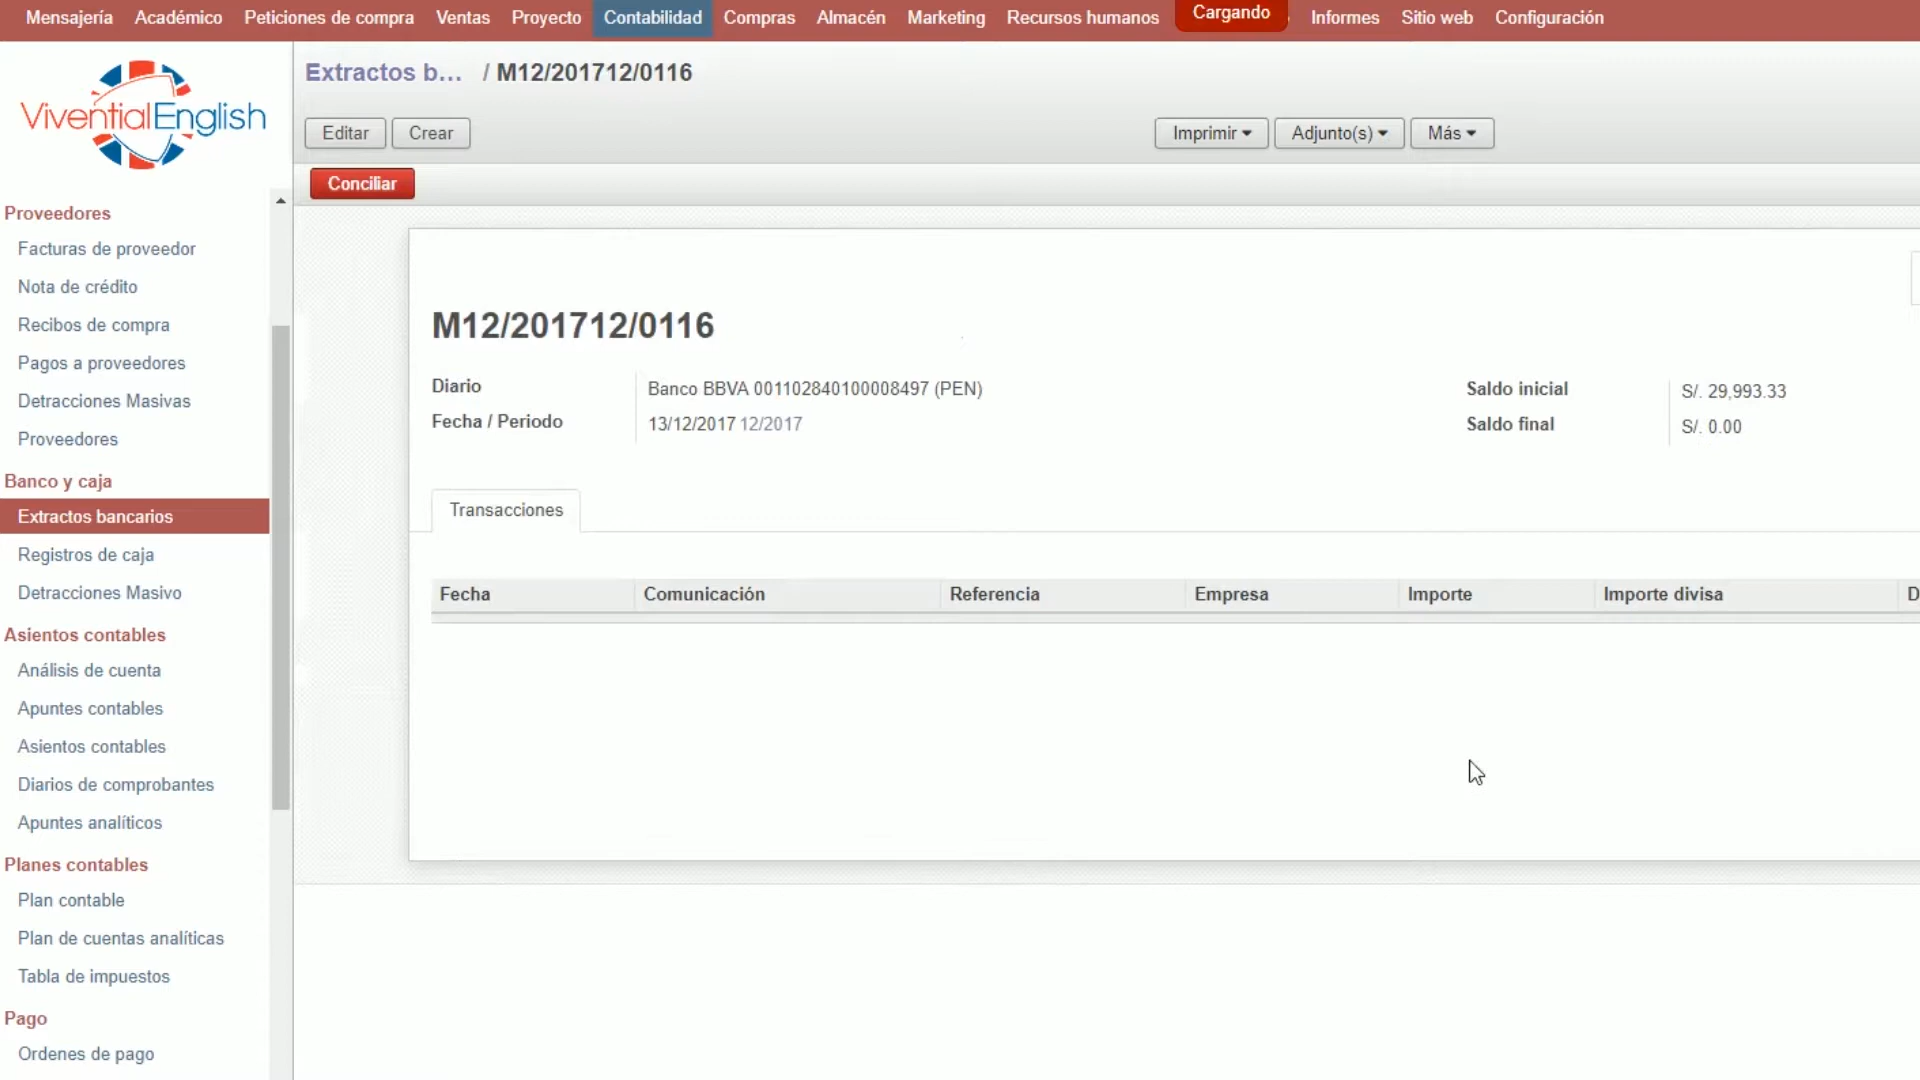 Mensajería Académico Peticiones de compra Ventas Proyecto Contabilidad Compras Almacén Marketing Recursos humanos Cargando Informes Sitio web Configuración
ViventialEnglish
Extractos b... / M12/201712/0116
Editar Crear Imprimir Adjunto(s) Más
Conciliar
Proveedores
Facturas de proveedor
Nota de crédito
Recibos de compra
Pagos a proveedores
Detracciones Masivas
Proveedores
Banco y caja
Extractos bancarios
Registros de caja
Detracciones Masivo
Asientos contables
Análisis de cuenta
Apuntes contables
Asientos contables
Diarios de comprobantes
Apuntes analíticos
Planes contables
Plan contable
Plan de cuentas analíticas
Tabla de impuestos
Pago
Ordenes de pago
M12/201712/0116
Diario Banco BBVA 001102840100008497 (PEN) Saldo inicial S/. 29,993.33
Fecha / Periodo 13/12/2017 12/2017 Saldo final S/. 0.00
Transacciones
Fecha Comunicación Referencia Empresa Importe Importe divisa D